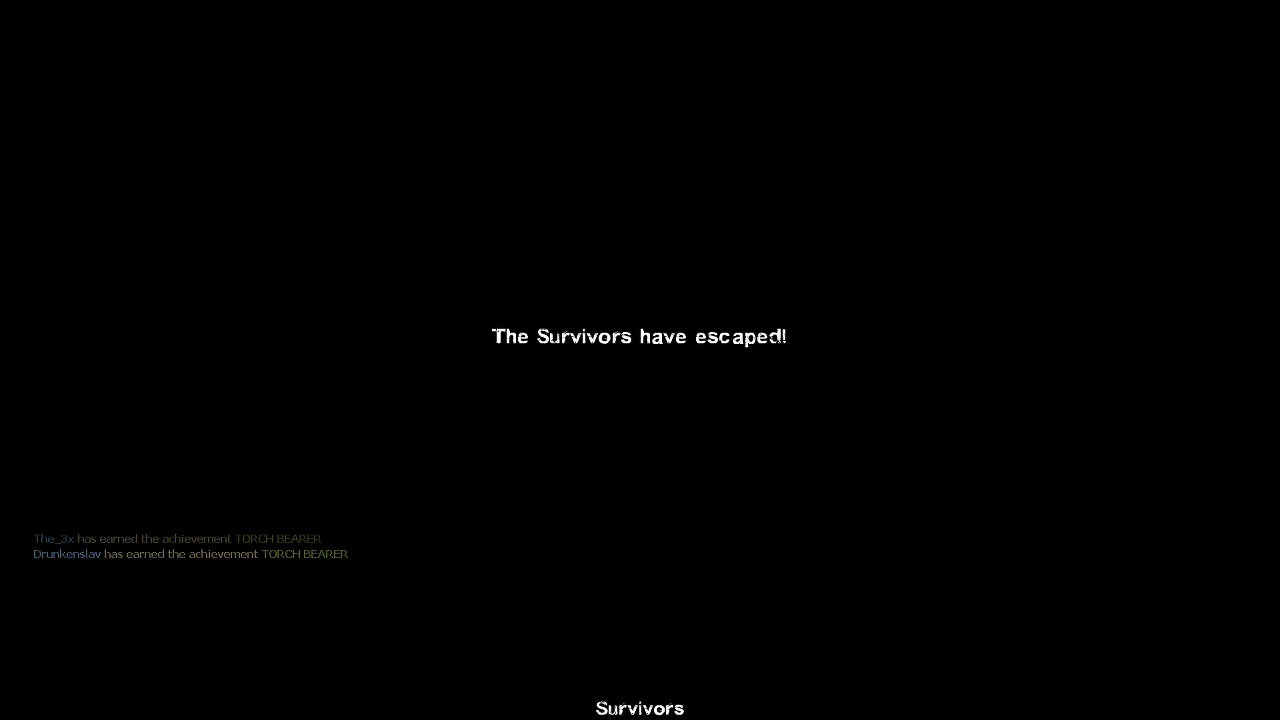 The Survivors have escaped!
The_3x has earned the achievement TORCH BEARER
Drunkenslav has earned the achievement TORCH BEARER
Survivors